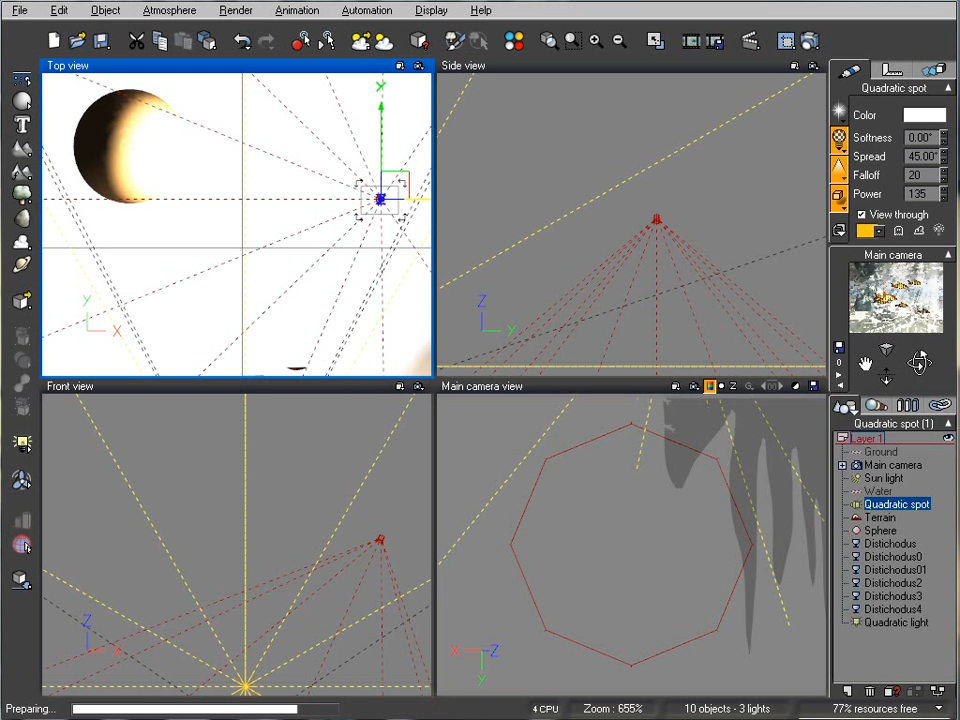 File Edit Object Atmosphere Render Animation Automation Display Help
Top view
Side view
Quadratic spot
Color
Softness 0.00°
Spread 45.00°
Falloff 20
Power 135
View through
Y
Y
X
Z
Y
Main camera
Front view
Main camera view
Z
G
0
Quadratic spot (1)
Layer 1
Ground
Main camera
Sun light
Water
Quadratic spot
Terrain
Sphere
Distichodus
Distichodus0
Distichodus01
Distichodus2
Distichodus3
Distichodus4
Quadratic light
Z
X
X
Z
Y
Preparing...
4 CPU
Zoom : 655%
10 objects - 3 lights
77% resources free